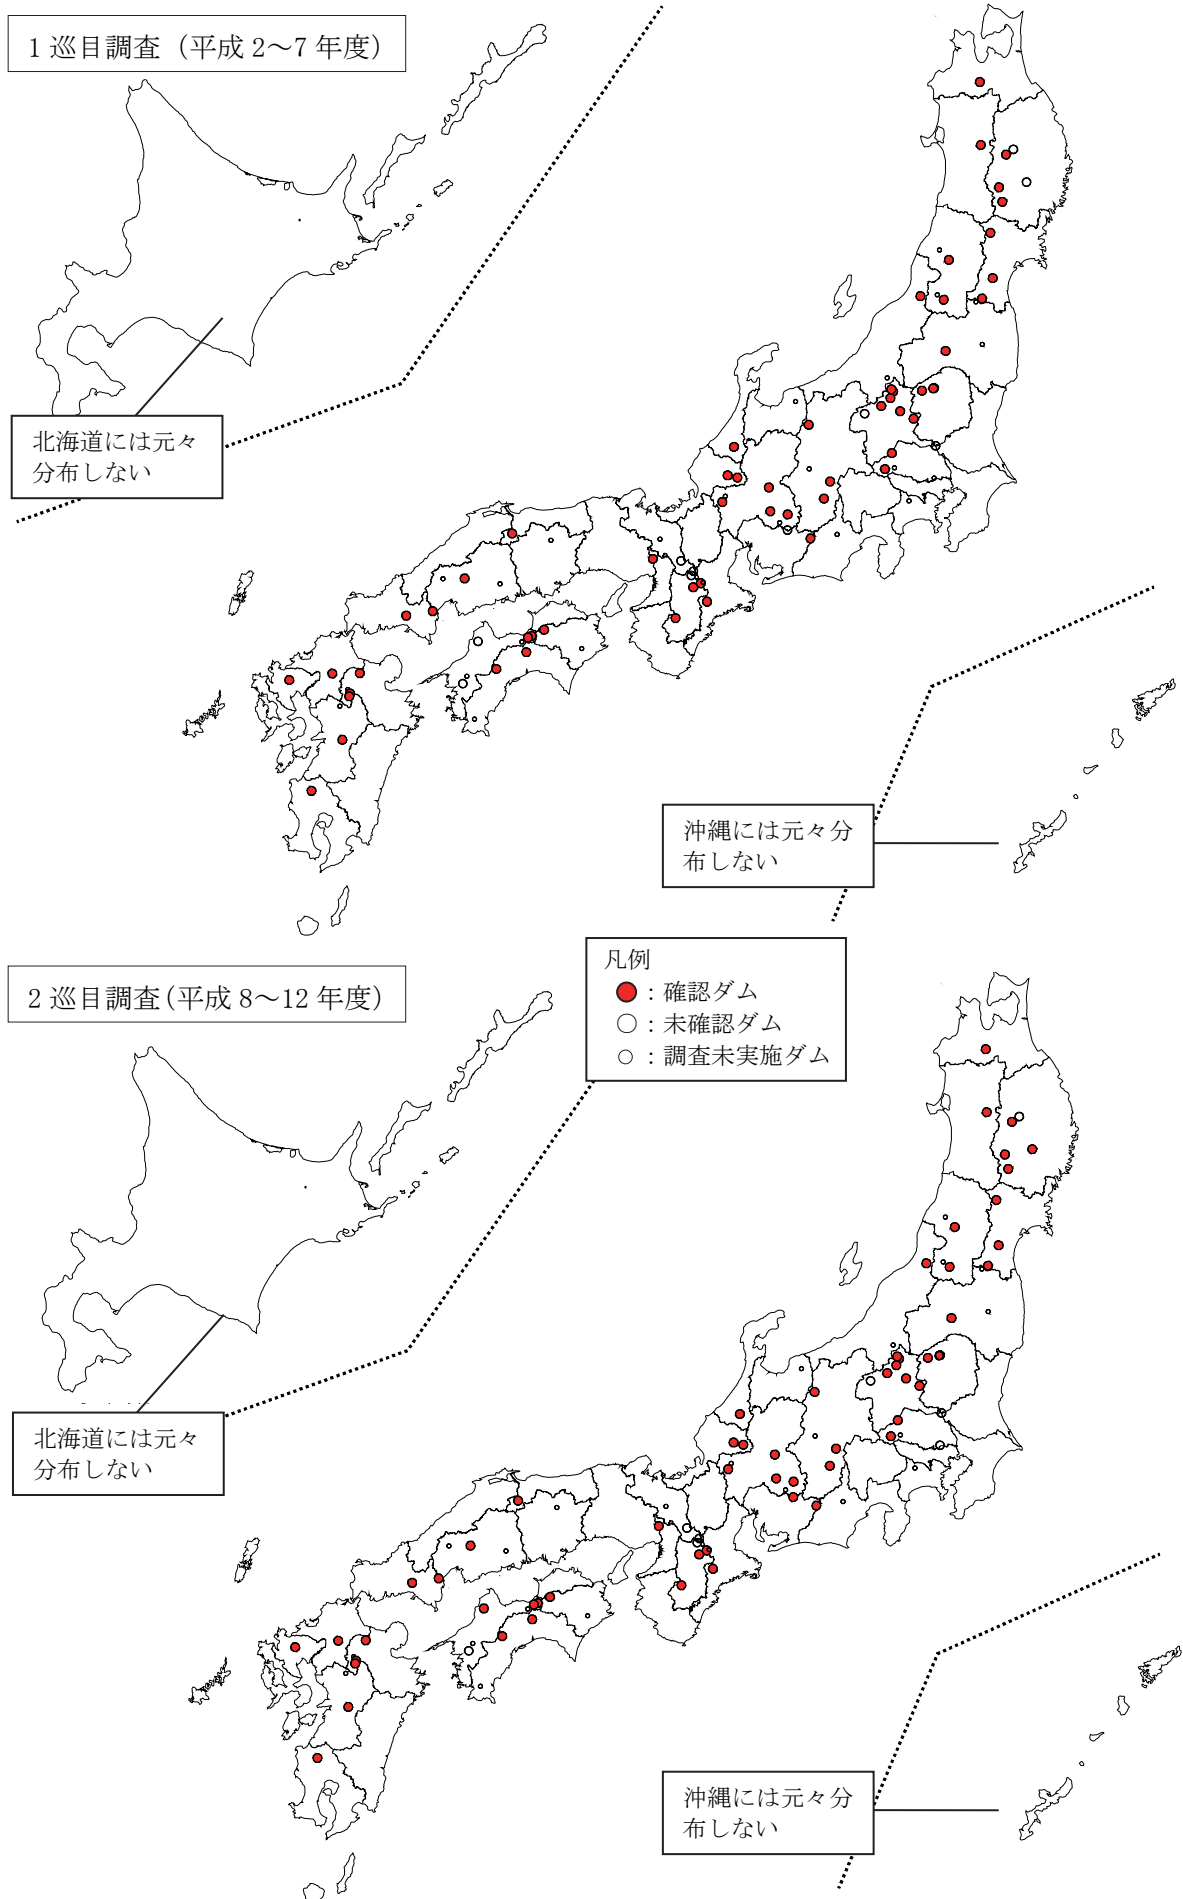 1 巡目調査（平成 2～7 年度）
北海道には元々
分布しない
沖縄には元々分
布しない
凡例
：確認ダム
：未確認ダム
：調査未実施ダム
2 巡目調査（平成 8～12 年度）
北海道には元々
分布しない
沖縄には元々分
布しない